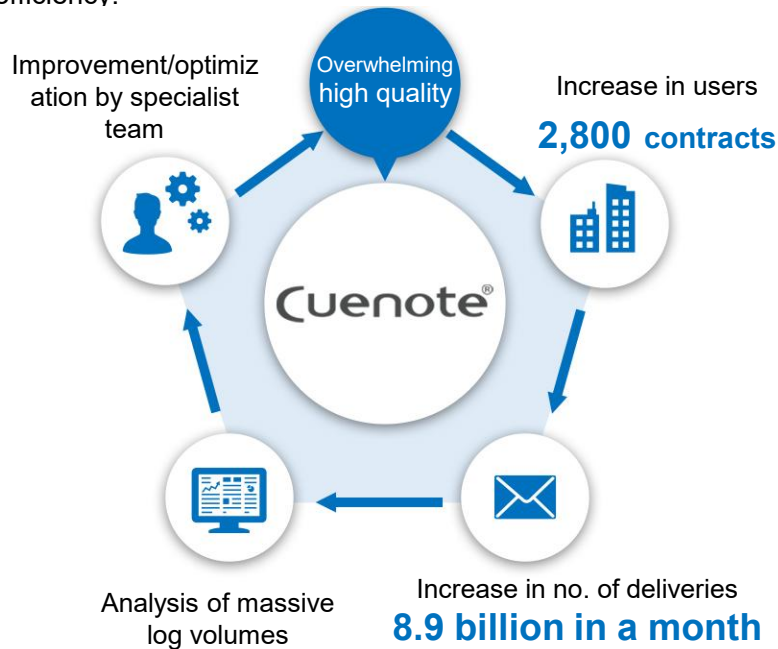 efficiency.
Overwhelming
high quality
Improvement/optimiz
ation by specialist
team
Increase in users
2,800 contracts
Cuenote®
Analysis of massive
log volumes
Increase in no. of deliveries
8.9 billion in a month